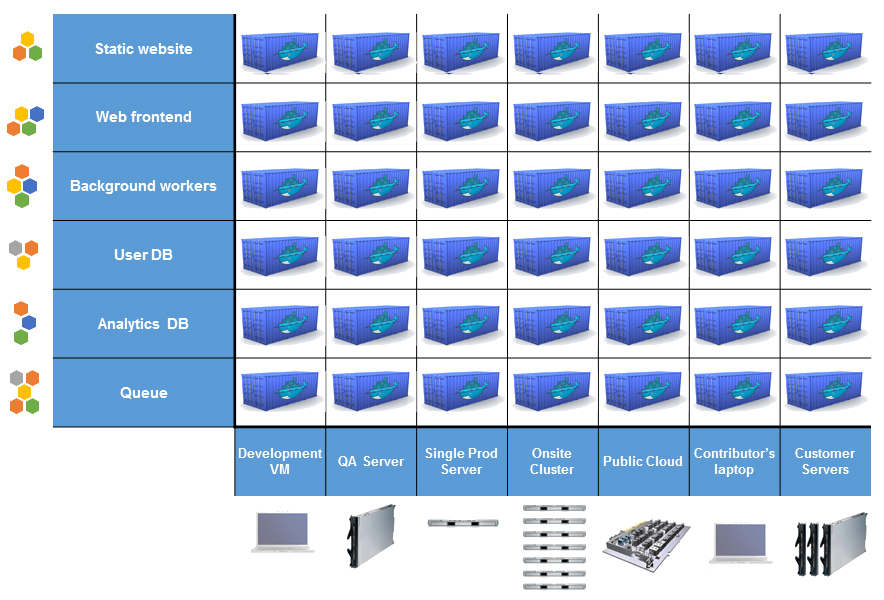 Static website
Web frontend
Background workers
User DB
Analytics  DB
Queue
Development
VM
QA  Server
Single Prod
Server
Onsite
Cluster
Public Cloud
Contributor's
laptop
Customer
Servers